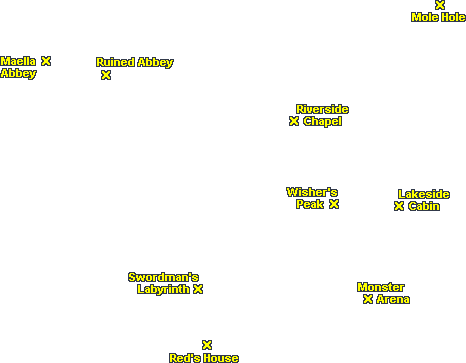 Mole Hole
Maella
Abbey
Ruined Abbey
Riverside
Chapel
Wisher's
Peak
Lakeside
Cabin
Swordman's
Labyrinth
Monster
Arena
Red's House